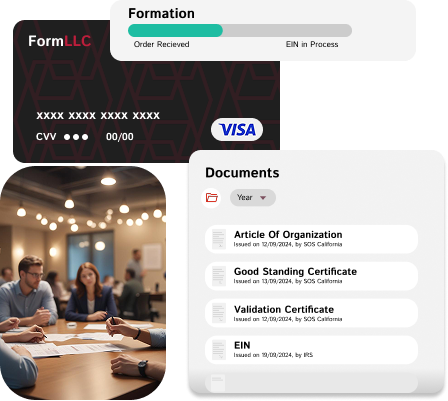 Formation
Order Recieved
EIN in Process
FormLLC
xxxx xxxx xxxx xxxx
CVV ●●● 00/00
VISA
Documents
Year
Article Of Organization
Issued on 12/09/2024, by SOS California
Good Standing Certificate
Issued on 13/09/2024, by SOS California
Validation Certificate
Issued on 12/09/2024, by SOS California
EIN
Issued on 19/09/2024, by IRS